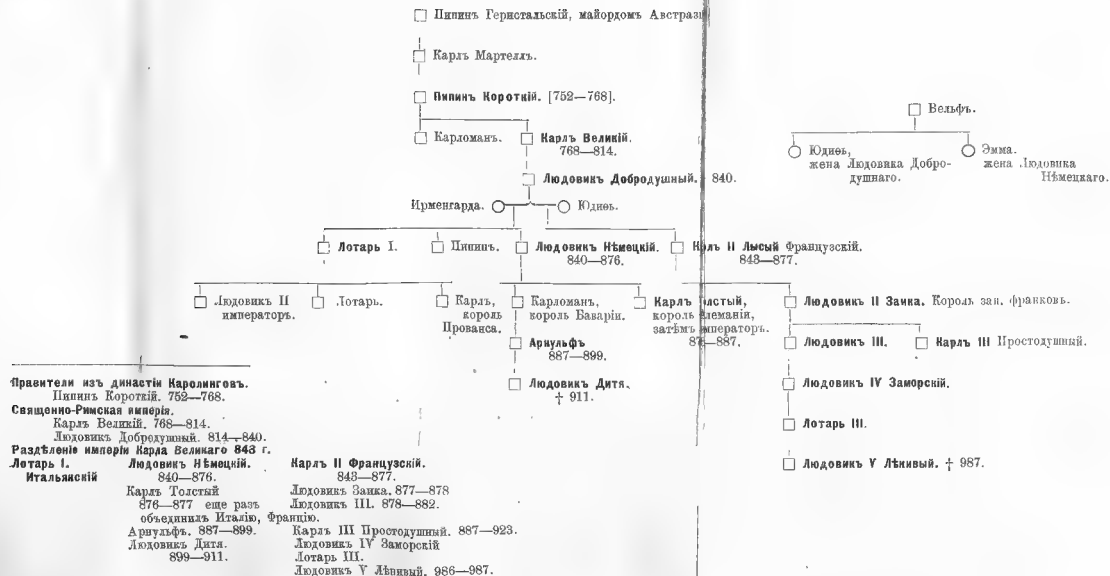 Пипинъ Геристальскій, майордомъ Австраз
Карлъ Мартеллъ.
Пипинъ Короткій. [752—768].
Вельфъ.
Карломанъ.
Карлъ Великій.
768—814.
Юдиѳь,
жена Людовика Добро-
душнаго.
Эмма.
жена Людовика
Нѣмецкаго.
Людовикъ Добродушный. 840.
Ирменгарда.
Юдиѳь.
Лотарь I.
Пипинъ.
Людовикъ Нѣмецкій.
840—876.
К рлъ II Лысый Французскій.
843—877.
Людовикъ II
императоръ.
Лотарь.
Карлъ,
король
Прованса.
Карломанъ,
король Баваріи.
Карлъ лстый,
король леманіи,
затѣмъ мператоръ.
87 —887.
Людовикъ II Заика. Король зап. франковъ.
Арнульфъ
887—899.
Людовикъ III.
Карлъ III Простодушный.
Людовикъ Дитя.
† 911.
Людовикъ IV Заморскій.
Лотарь III.
Людовикъ V Лѣнивый. † 987.
Правители из династіи Каролинговъ.
Пипинъ Короткій. 752—768.
Священно-Римская имперія.
Карлъ Великій. 768—814.
Людовикъ Добродушный. 814—840.
Раздѣленіе имперіи Карла Великаго 843 г.
Лотарь I. Людовикъ Нѣмецкій. Карлъ II Французскій.
Итальянскій 840—876. 843—877.
Карлъ Толстый Людовикъ Заика. 877—878
876—877 еще разъ Людовикъ III. 878—882.
объединилъ Италію, Францію.
Арнульфъ. 887—899. Карлъ III Простодушный. 887—923.
Людовикъ Дитя. Людовикъ IV Заморскій
899—911. Лотарь III.
Людовикъ V Лѣнивый. 986—987.